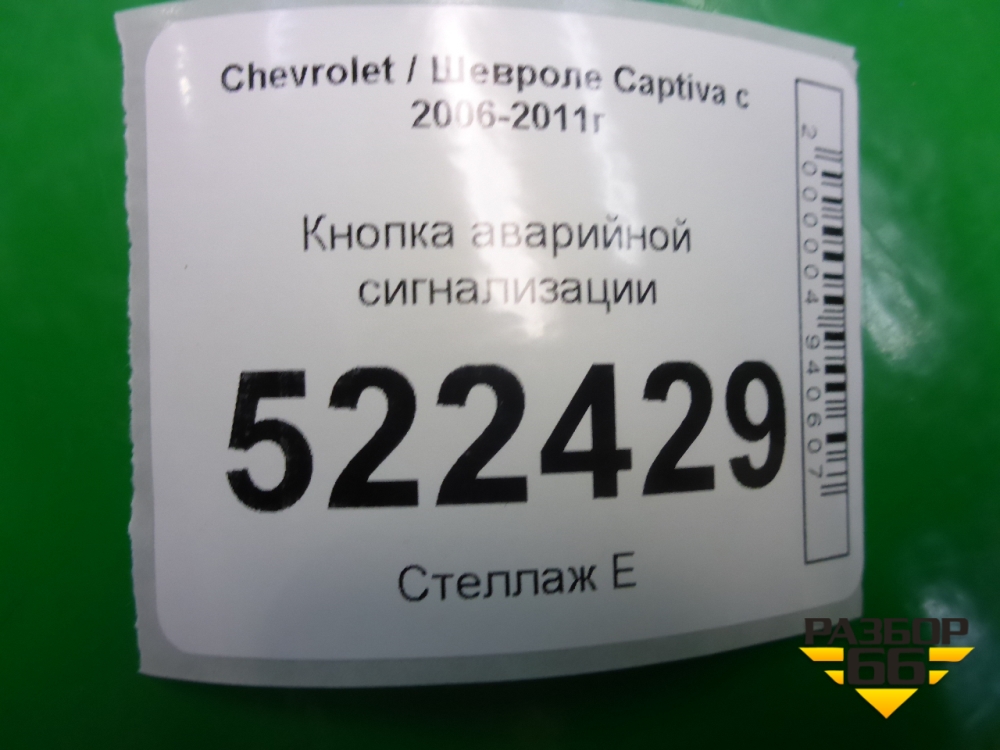 Chevrolet / Шевроле Captiva с
2006-2011г
Кнопка аварийной
сигнализации
522429
Стеллаж Е
2000004940607
РАЗБОР
66